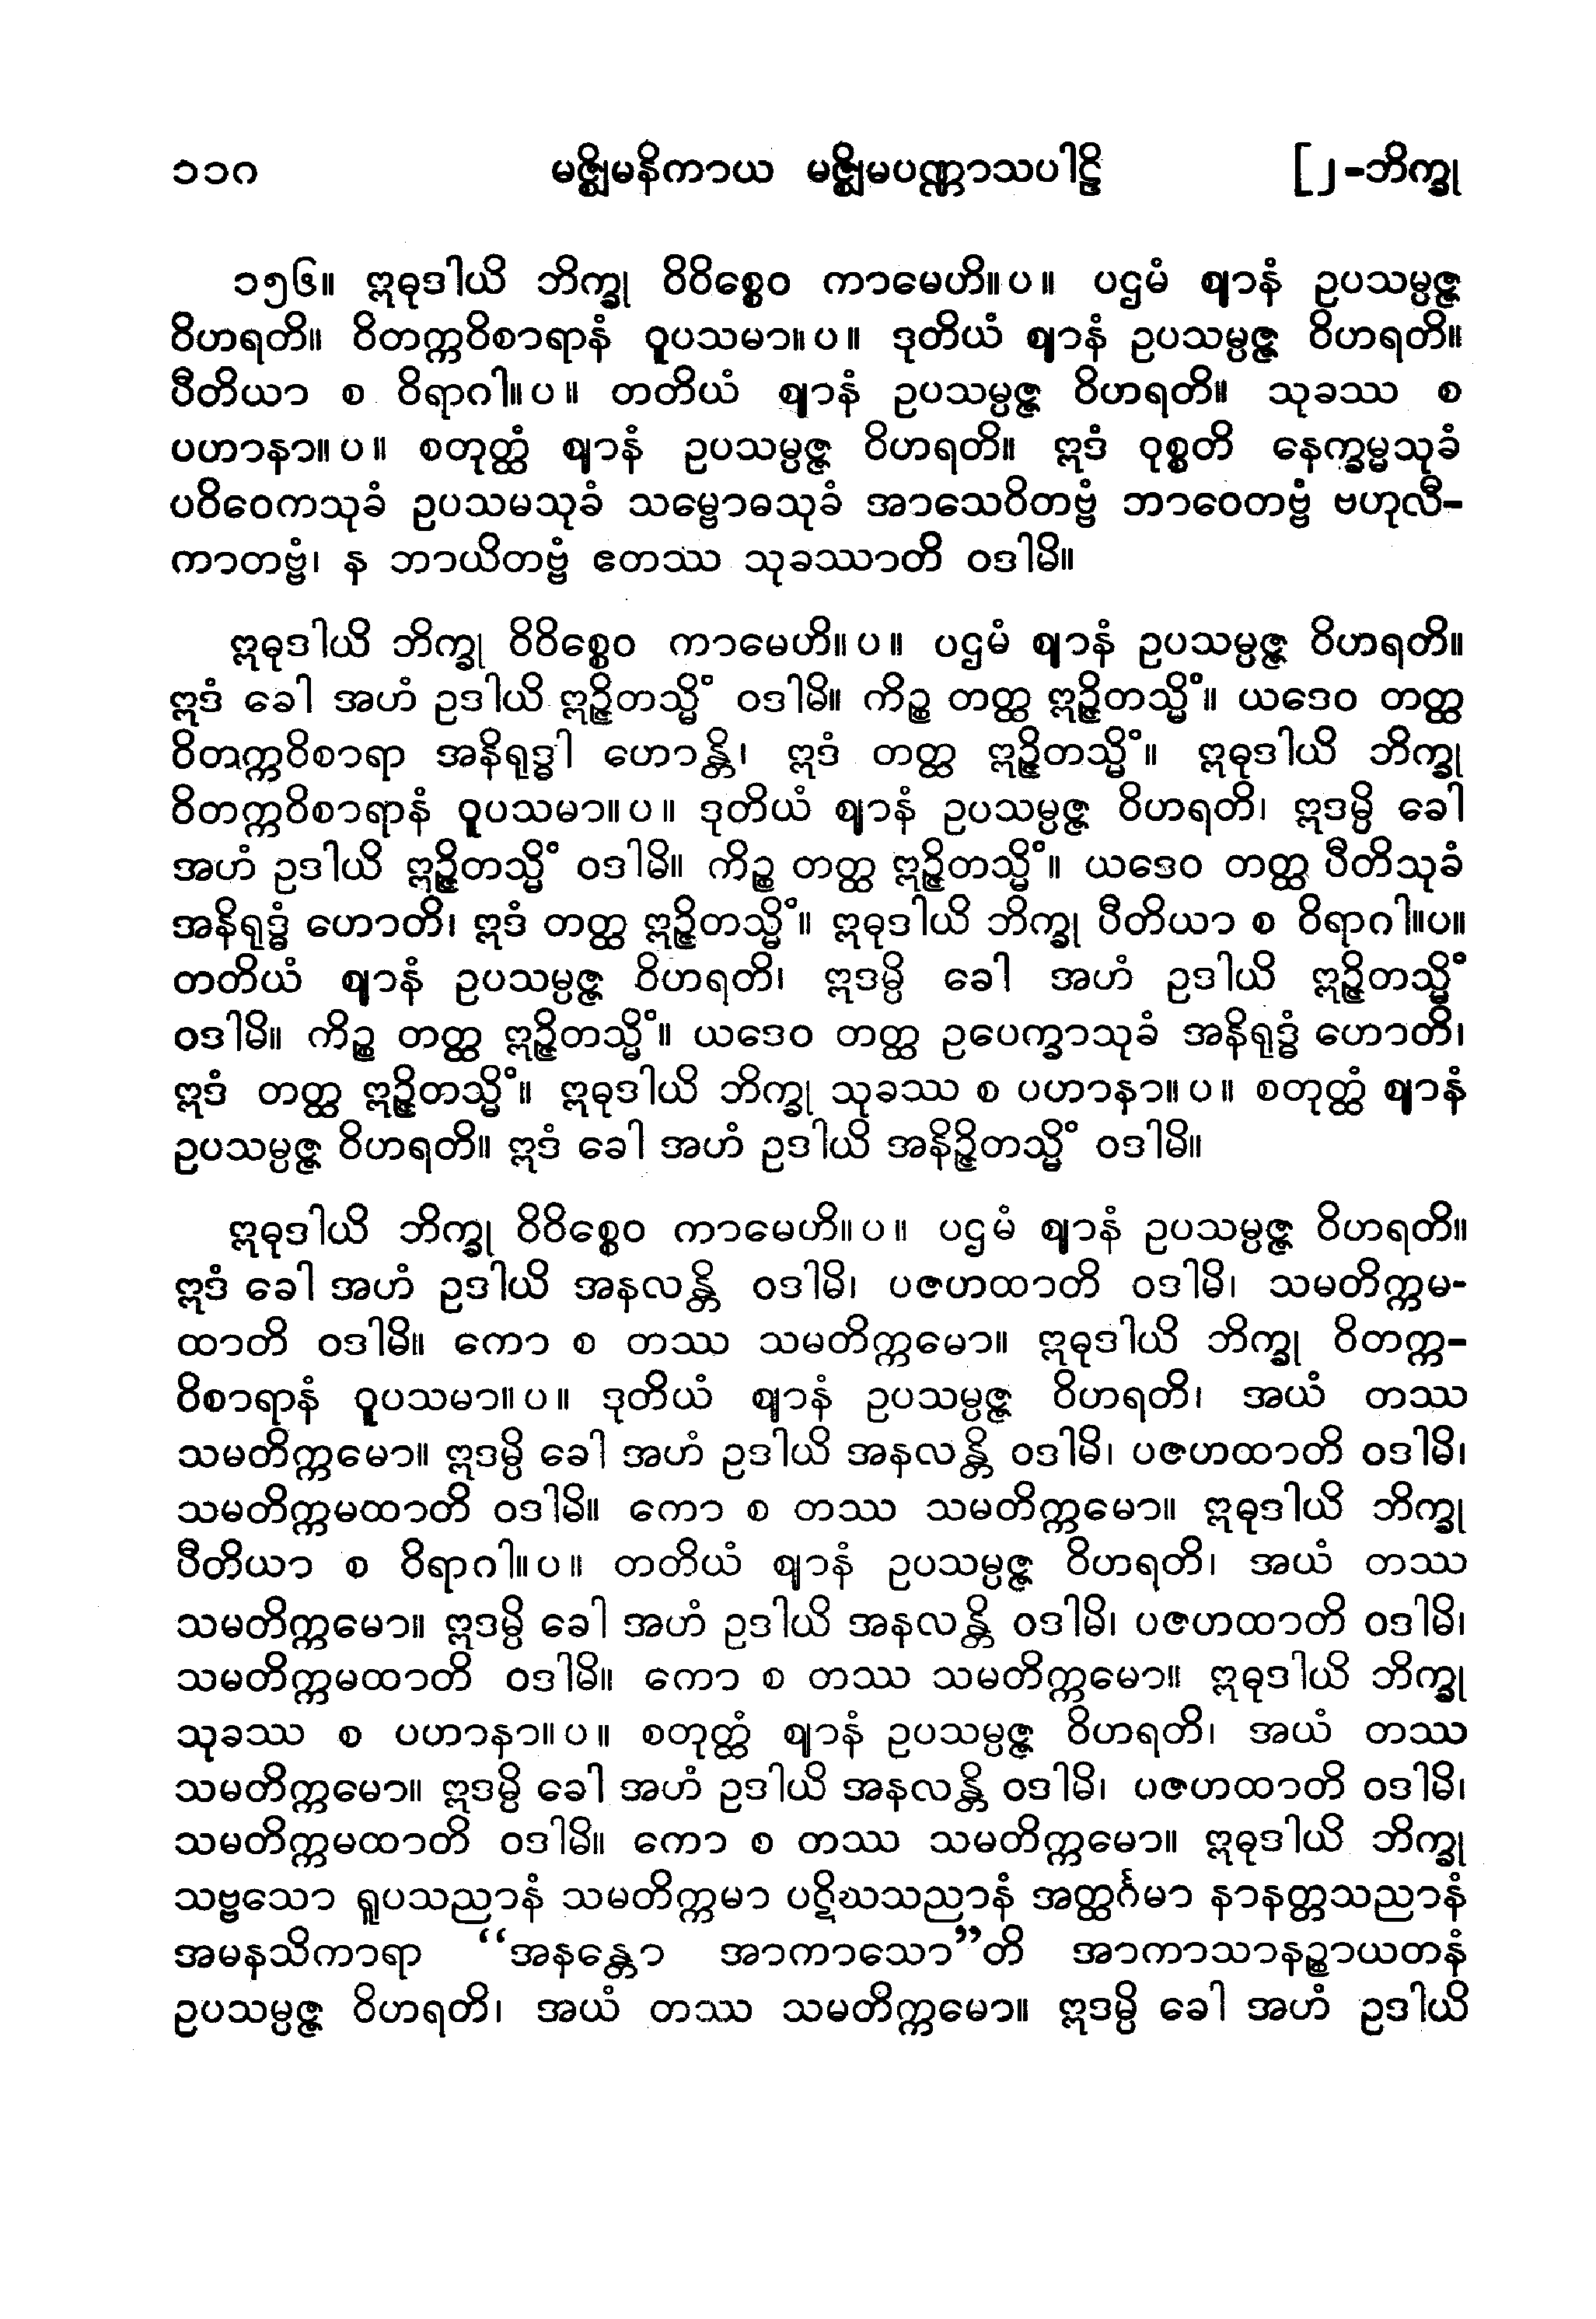 ၁၁၈ မဇ္ဈိမနိကာယ မဇ္ဈိမပဏ္ဏာသပါဠိ [၂-ဘိက္ခု
၁၅၆။ ဣဓုဒါယိ ဘိက္ခု ဝိဝိစ္စေဝ ကာမေဟိ။ပ။ ပဌမံ ဈာနံ ဥပသမ္ပဇ္ဇ
ဝိဟရတိ။ ဝိတက္ကဝိစာရာနံ ဝူပသမာ။ပ။ ဒုတိယံ ဈာနံ ဥပသမ္ပဇ္ဇ ဝိဟရတိ။
ပီတိယာ စ ဝိရာဂါ။ပ။ တတိယံ ဈာနံ ဥပသမ္ပဇ္ဇ ဝိဟရတိ။ သုခဿ စ
ပဟာနာ။ပ။ စတုတ္ထံ ဈာနံ ဥပသမ္ပဇ္ဇ ဝိဟရတိ။ ဣဒံ ဝုစ္စတိ နေက္ခမ္မသုခံ
ပဝိဝေကသုခံ ဥပသမသုခံ သမ္ဗောဓသုခံ အာသေဝိတဗ္ဗံ ဘာဝေတဗ္ဗံ ဗဟုလီ-
ကာတဗ္ဗံ၊ န ဘာယိတဗ္ဗံ ဧတဿ သုခဿာတိ ဝဒါမိ။
ဣဓုဒါယိ ဘိက္ခု ဝိဝိစ္စေဝ ကာမေဟိ။ပ။ ပဌမံ ဈာနံ ဥပသမ္ပဇ္ဇ ဝိဟရတိ။
ဣဒံ ခေါ အဟံ ဥဒါယိ ဣဉ္ဇိတသ္မိံ ဝဒါမိ။ ကိဉ္စ တတ္ထ ဣဉ္ဇိတသ္မိံ။ ယဒေဝ တတ္ထ
ဝိတက္ကဝိစာရာ အနိရုဒ္ဓါ ဟောန္တိ၊ ဣဒံ တတ္ထ ဣဉ္ဇိတသ္မိံ။ ဣဓုဒါယိ ဘိက္ခု
ဝိတက္ကဝိစာရာနံ ဝူပသမာ။ပ။ ဒုတိယံ ဈာနံ ဥပသမ္ပဇ္ဇ ဝိဟရတိ၊ ဣဒမ္ပိ ခေါ
အဟံ ဥဒါယိ ဣဉ္ဇိတသ္မိံ ဝဒါမိ။ ကိဉ္စ တတ္ထ ဣဉ္ဇိတသ္မိံ။ ယဒေဝ တတ္ထ ပီတိသုခံ
အနိရုဒ္ဓံ ဟောတိ၊ ဣဒံ တတ္ထ ဣဉ္ဇိတသ္မိံ။ ဣဓုဒါယိ ဘိက္ခု ပီတိယာ စ ဝိရာဂါ။ပ။
တတိယံ ဈာနံ ဥပသမ္ပဇ္ဇ ဝိဟရတိ၊ ဣဒမ္ပိ ခေါ အဟံ ဥဒါယိ ဣဉ္ဇိတသ္မိံ
ဝဒါမိ။ ကိဉ္စ တတ္ထ ဣဉ္ဇိတသ္မိံ။ ယဒေဝ တတ္ထ ဥပေက္ခာသုခံ အနိရုဒ္ဓံ ဟောတိ၊
ဣဒံ တတ္ထ ဣဉ္ဇိတသ္မိံ။ ဣဓုဒါယိ ဘိက္ခု သုခဿ စ ပဟာနာ။ပ။ စတုတ္ထံ ဈာနံ
ဥပသမ္ပဇ္ဇ ဝိဟရတိ။ ဣဒံ ခေါ အဟံ ဥဒါယိ အနိဉ္ဇိတသ္မိံ ဝဒါမိ။
ဣဓုဒါယိ ဘိက္ခု ဝိဝိစ္စေဝ ကာမေဟိ။ပ။ ပဌမံ ဈာနံ ဥပသမ္ပဇ္ဇ ဝိဟရတိ။
ဣဒံ ခေါ အဟံ ဥဒါယိ အနလန္တိ ဝဒါမိ၊ ပဇဟထာတိ ဝဒါမိ၊ သမတိက္ကမ-
ထာတိ ဝဒါမိ။ ကော စ တဿ သမတိက္ကမော။ ဣဓုဒါယိ ဘိက္ခု ဝိတက္က-
ဝိစာရာနံ ဝူပသမာ။ပ။ ဒုတိယံ ဈာနံ ဥပသမ္ပဇ္ဇ ဝိဟရတိ၊ အယံ တဿ
သမတိက္ကမော။ ဣဒမ္ပိ ခေါ အဟံ ဥဒါယိ အနလန္တိ ဝဒါမိ၊ ပဇဟထာတိ ဝဒါမိ၊
သမတိက္ကမထာတိ ဝဒါမိ။ ကော စ တဿ သမတိက္ကမော။ ဣဓုဒါယိ ဘိက္ခု
ပီတိယာ စ ဝိရာဂါ။ပ။ တတိယံ ဈာနံ ဥပသမ္ပဇ္ဇ ဝိဟရတိ၊ အယံ တဿ
သမတိက္ကမော။ ဣဒမ္ပိ ခေါ အဟံ ဥဒါယိ အနလန္တိ ဝဒါမိ၊ ပဇဟထာတိ ဝဒါမိ၊
သမတိက္ကမထာတိ ဝဒါမိ။ ကော စ တဿ သမတိက္ကမော။ ဣဓုဒါယိ ဘိက္ခု
သုခဿ စ ပဟာနာ။ပ။ စတုတ္ထံ ဈာနံ ဥပသမ္ပဇ္ဇ ဝိဟရတိ၊ အယံ တဿ
သမတိက္ကမော။ ဣဒမ္ပိ ခေါ အဟံ ဥဒါယိ အနလန္တိ ဝဒါမိ၊ ပဇဟထာတိ ဝဒါမိ၊
သမတိက္ကမထာတိ ဝဒါမိ။ ကော စ တဿ သမတိက္ကမော။ ဣဓုဒါယိ ဘိက္ခု
သဗ္ဗသော ရူပသညာနံ သမတိက္ကမာ ပဋိဃသညာနံ အတ္ထင်္ဂမာ နာနတ္တသညာနံ
အမနသိကာရာ “အနန္တော အာကာသော”တိ အာကာသာနဉ္စာယတနံ
ဥပသမ္ပဇ္ဇ ဝိဟရတိ၊ အယံ တဿ သမတိက္ကမော။ ဣဒမ္ပိ ခေါ အဟံ ဥဒါယိ